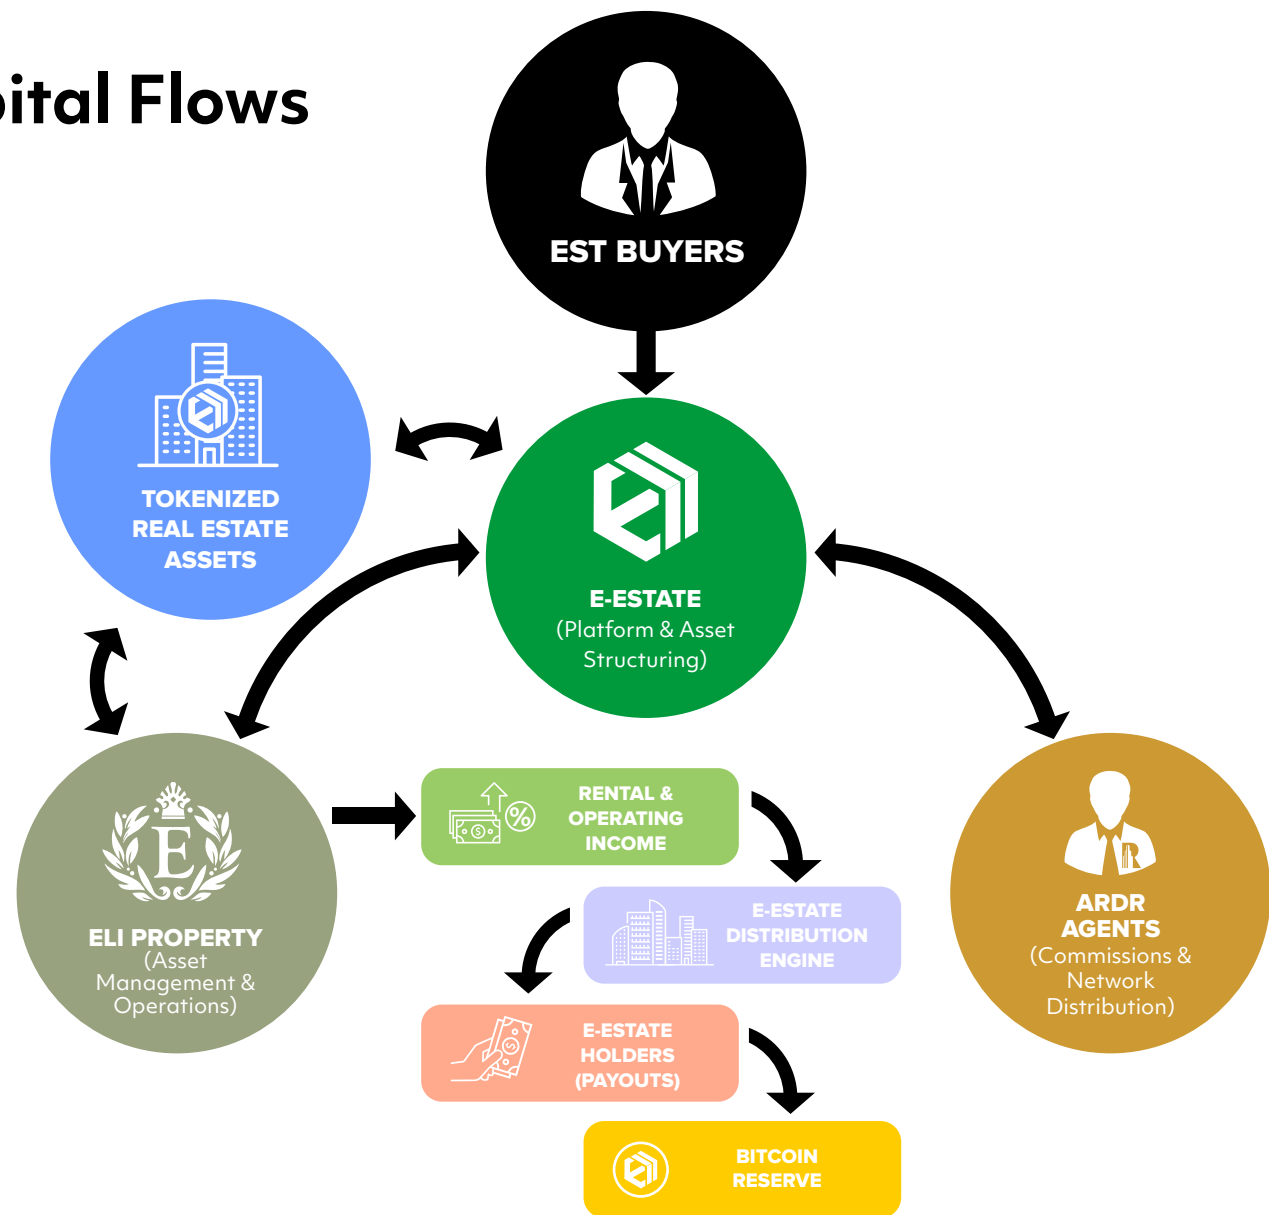 pital Flows
EST BUYERS
TOKENIZED
REAL ESTATE
ASSETS
E-ESTATE
(Platform & Asset
Structuring)
ELI PROPERTY
(Asset
Management &
Operations)
RENTAL &
OPERATING
INCOME
E-ESTATE
DISTRIBUTION
ENGINE
E-ESTATE
HOLDERS
(PAYOUTS)
BITCOIN
RESERVE
ARDR
AGENTS
(Commissions &
Network
Distribution)